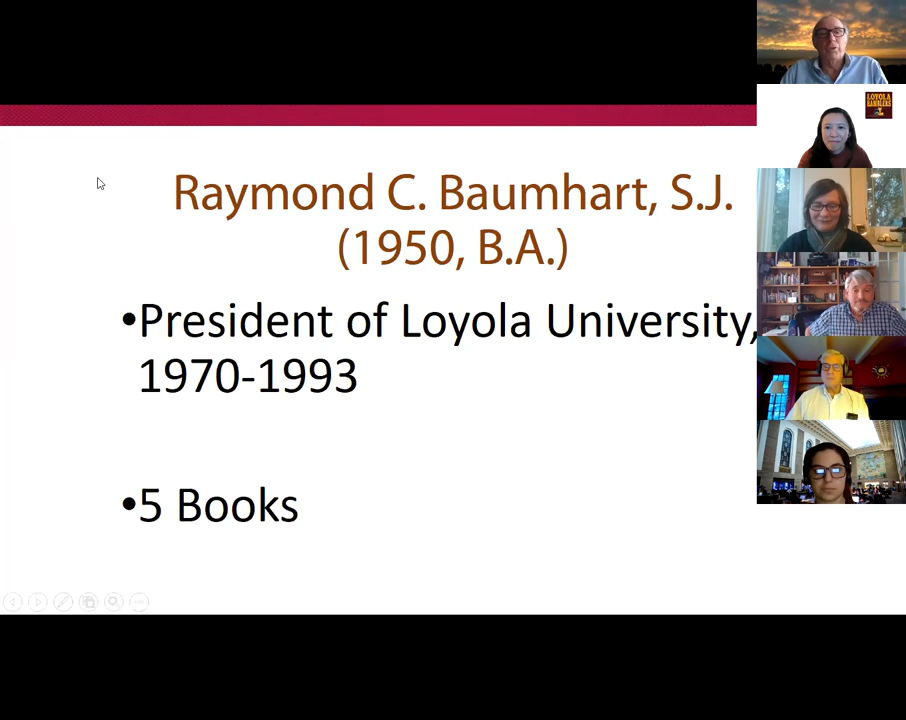 Raymond C. Baumhart, S.J.
(1950, B.A.)
•President of Loyola University,
1970-1993
•5 Books
LOYOLA
RAMBLERS